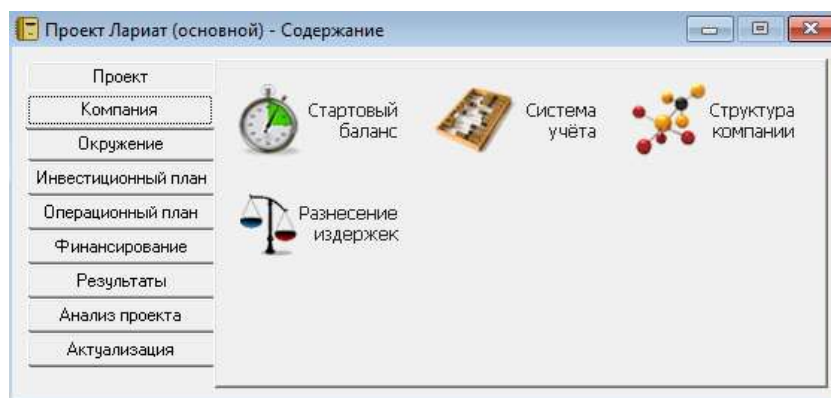 Проект Лариат (основной) - Содержание
Проект
Компания
Окружение
Инвестиционный план
Операционный план
Финансирование
Результаты
Анализ проекта
Актуализация
Стартовый
баланс
Система
учёта
Структура
компании
Разнесение
издержек